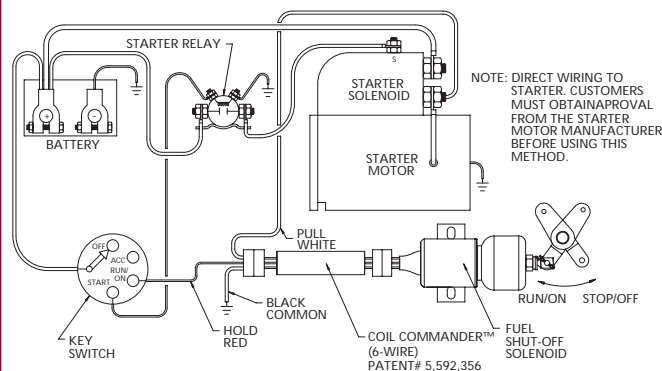 STARTER RELAY
S
STARTER
SOLENOID
NOTE: DIRECT WIRING TO
STARTER. CUSTOMERS
MUST OBTAINAPROVAL
FROM THE STARTER
MOTOR MANUFACTURER
BEFORE USING THIS
METHOD.
+
-
BATTERY
STARTER
MOTOR
OFF
ACC
RUN/
ON
START
PULL
WHITE
RUN/ON
STOP/OFF
BLACK
COMMON
HOLD
RED
KEY
SWITCH
COIL COMMANDER™
(6-WIRE)
PATENT# 5,592,356
FUEL
SHUT-OFF
SOLENOID